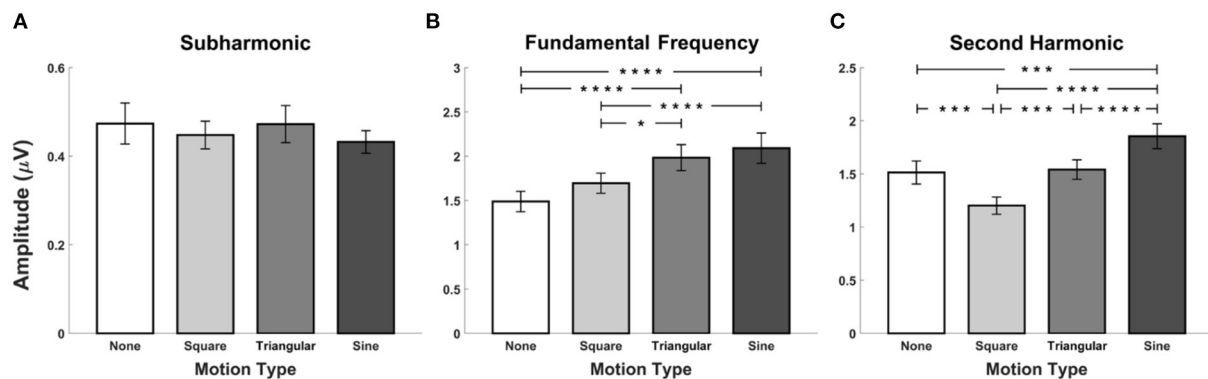 A
Subharmonic
Amplitude (μV)
0.6
0.4
0.2
0
None Square Triangular Sine
Motion Type
B
Fundamental Frequency
3
2.5
2
1.5
1
0.5
0
****
****
****
*
None Square Triangular Sine
Motion Type
C
Second Harmonic
2.5
2
1.5
1
0.5
0
***
****
*** *** ****
None Square Triangular Sine
Motion Type